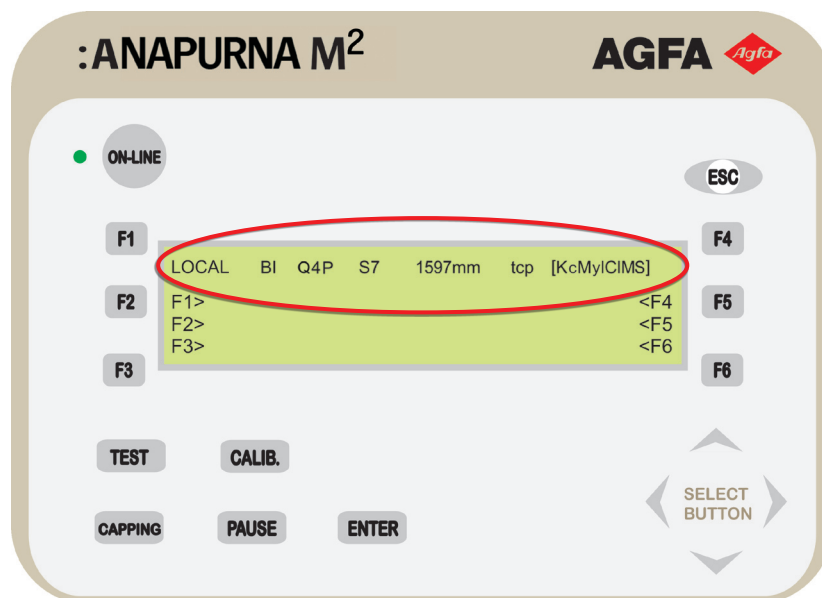 :ANAPURNA M²
AGFA Agfa
ON-LINE
ESC
F1
F4
LOCAL BI Q4P S7 1597mm tcp [KcMylClMS]
F2
F1> <F4
F5
F2> <F5
F3> <F6
F3
F6
TEST CALIB.
SELECT
BUTTON
CAPPING PAUSE ENTER